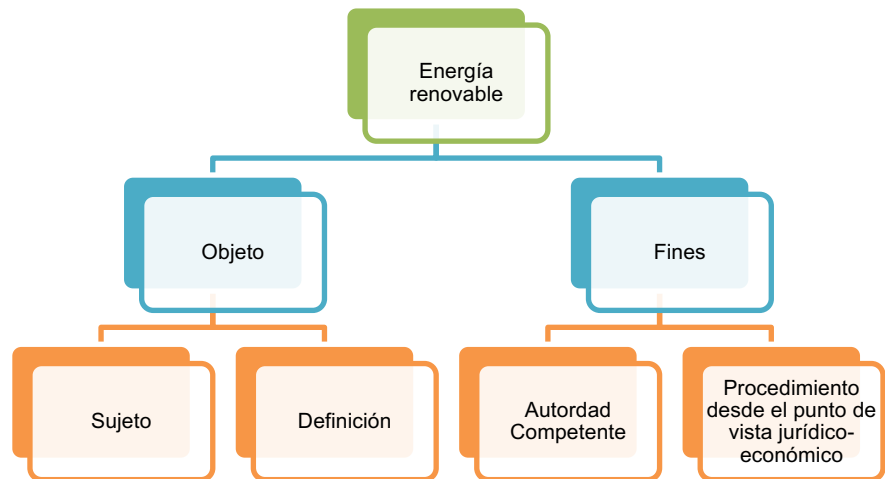 Energía
renovable
Objeto
Fines
Sujeto
Definición
Autordad
Competente
Procedimiento
desde el punto de
vista jurídico-
económico